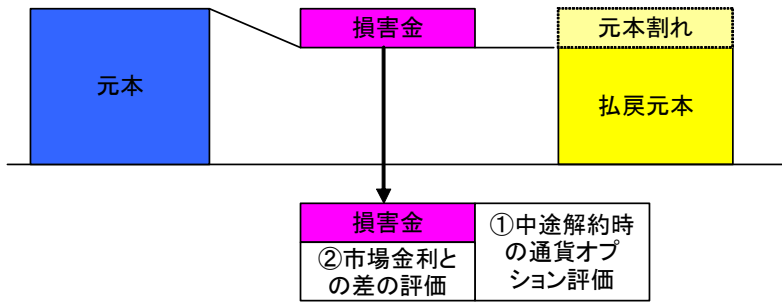 元本
損害金
元本割れ
払戻元本
損害金
②市場金利と
の差の評価
①中途解約時
の通貨オプ
ション評価